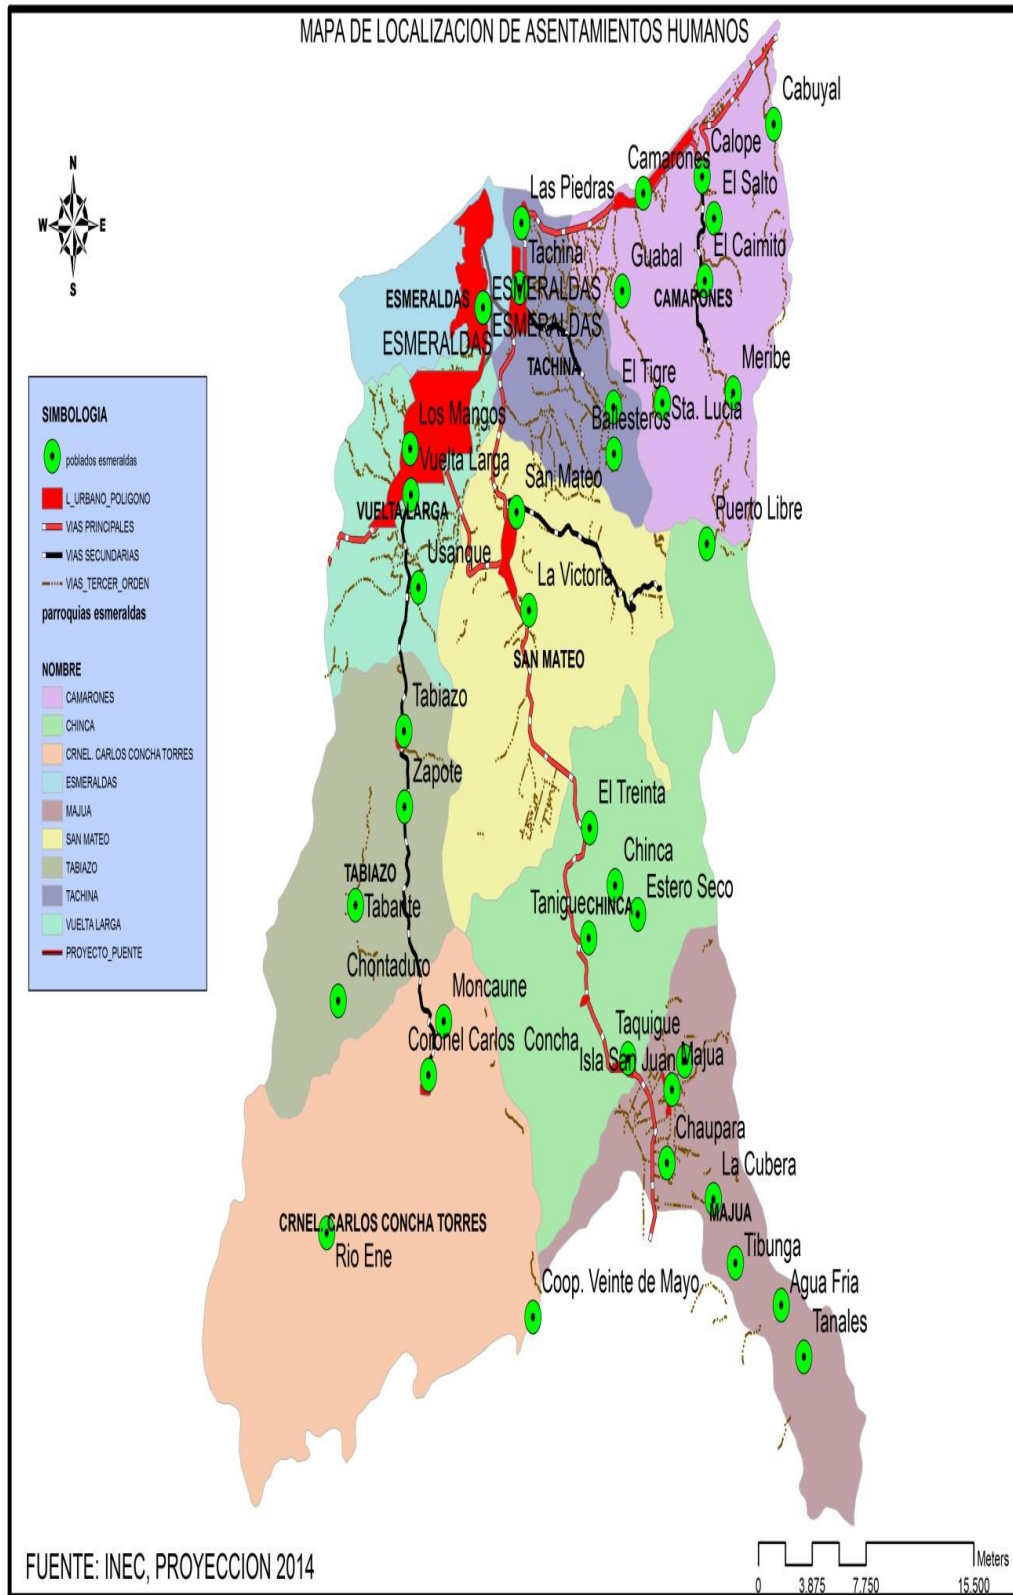 MAPA DE LOCALIZACION DE ASENTAMIENTOS HUMANOS
N
W E
S
Cabuyal
Calope
Camarones
El Salto
Las Piedras
El Caimito
Tachina
Guabal
ESMERALDAS
ESMERALDAS
CAMARONES
ESMERALDAS
ESMERALDAS
TACHINA
Meribe
El Tigre
Sta. Lucia
Ballesteros
Los Mangos
Vuelta Larga
San Mateo
VUELTA LARGA
Puerto Libre
Usanque
La Victoria
SAN MATEO
Tabiazo
Zapote
El Treinta
Chinca
TABIAZO
Estero Seco
Tabante
Tanigue
CHINCA
Chontaduro
Moncaune
Coronel Carlos Concha
Taquigue
Isla San Juan
Majua
Chaupara
La Cubera
MAJUA
CRNEL. CARLOS CONCHA TORRES
Rio Ene
Tibunga
Coop. Veinte de Mayo
Agua Fria
Tanales
SIMBOLOGIA
poblados esmeraldas
L_URBANO_POLIGONO
VIAS PRINCIPALES
VIAS SECUNDARIAS
VIAS_TERCER_ORDEN
parroquias esmeraldas
NOMBRE
CAMARONES
CHINCA
CRNEL. CARLOS CONCHA TORRES
ESMERALDAS
MAJUA
SAN MATEO
TABIAZO
TACHINA
VUELTA LARGA
PROYECTO_PUENTE
FUENTE: INEC, PROYECCION 2014
Meters
0 3.875 7.750 15.500